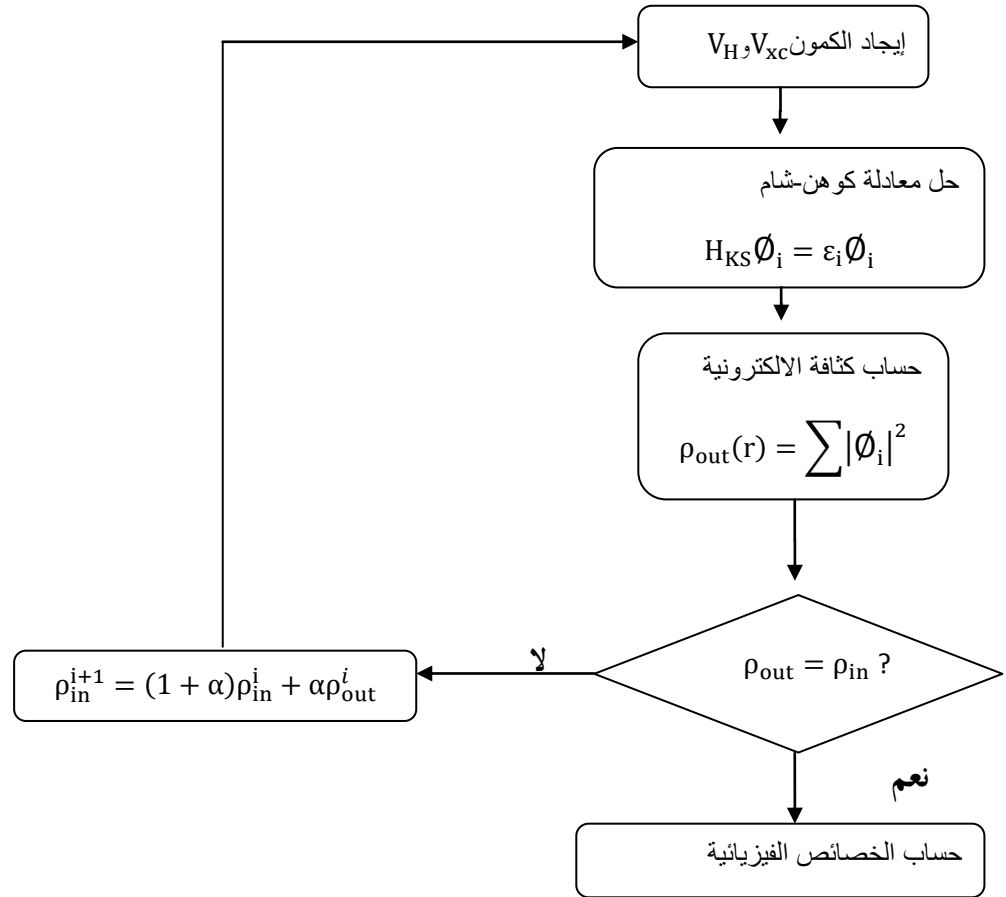 إيجاد الكمون V_xc و V_H
حل معادلة كوهن-شام
H_KS Ø_i = ε_i Ø_i
حساب كثافة الالكترونية
ρ_out(r) = ∑|Ø_i|²
ρ_out = ρ_in ?
لا
ρ_in^{i+1} = (1 + α)ρ_in^i + αρ_out^i
نعم
حساب الخصائص الفيزيائية